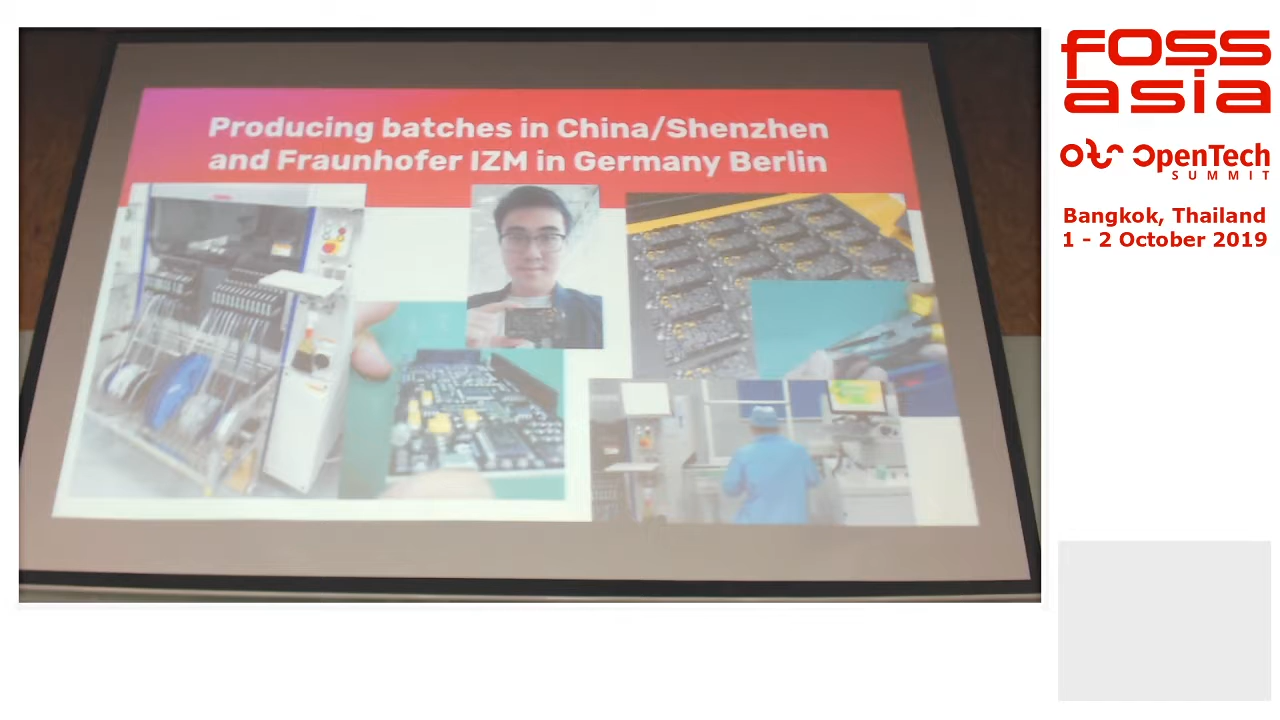 Producing batches in China/Shenzhen
and Fraunhofer IZM in Germany Berlin
fOSS
asia
OpenTech
SUMMIT
Bangkok, Thailand
1 - 2 October 2019